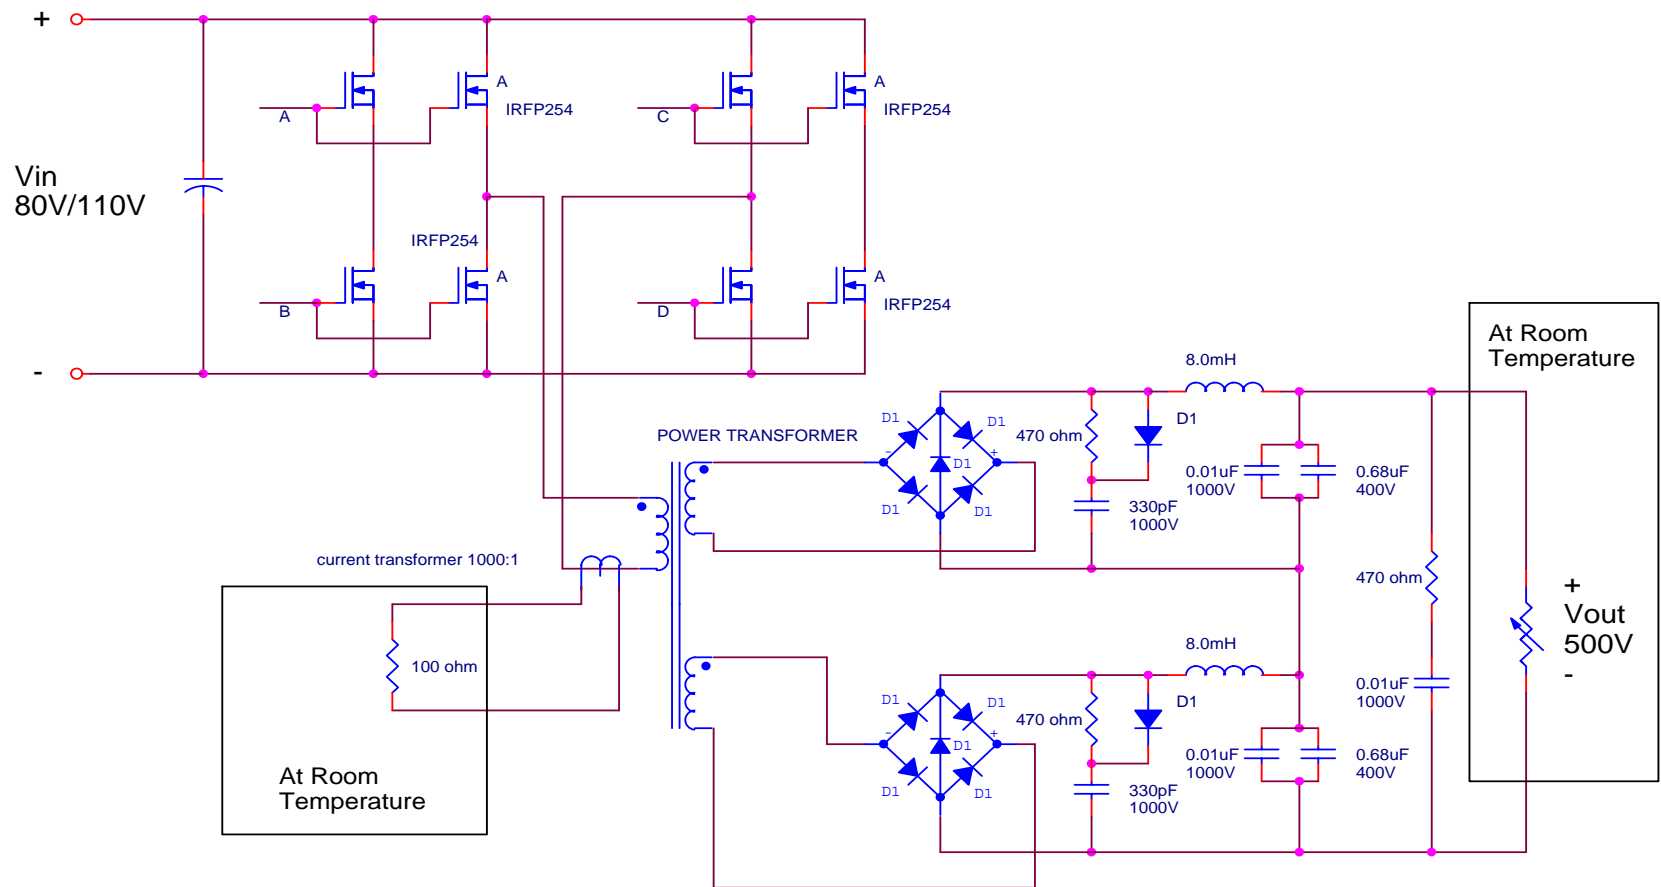 +
A
A
IRFP254
A
C
IRFP254
Vin
80V/110V
IRFP254
A
A
B
D
IRFP254
-
At Room
Temperature
8.0mH
D1
D1
D1
470 ohm
POWER TRANSFORMER
-
D1
+
0.01uF
1000V
0.68uF
400V
D1
D1
330pF
1000V
current transformer 1000:1
470 ohm
+
Vout
500V
-
8.0mH
100 ohm
0.01uF
1000V
D1
D1
D1
470 ohm
-
D1
+
0.01uF
1000V
0.68uF
400V
At Room
Temperature
D1
D1
330pF
1000V